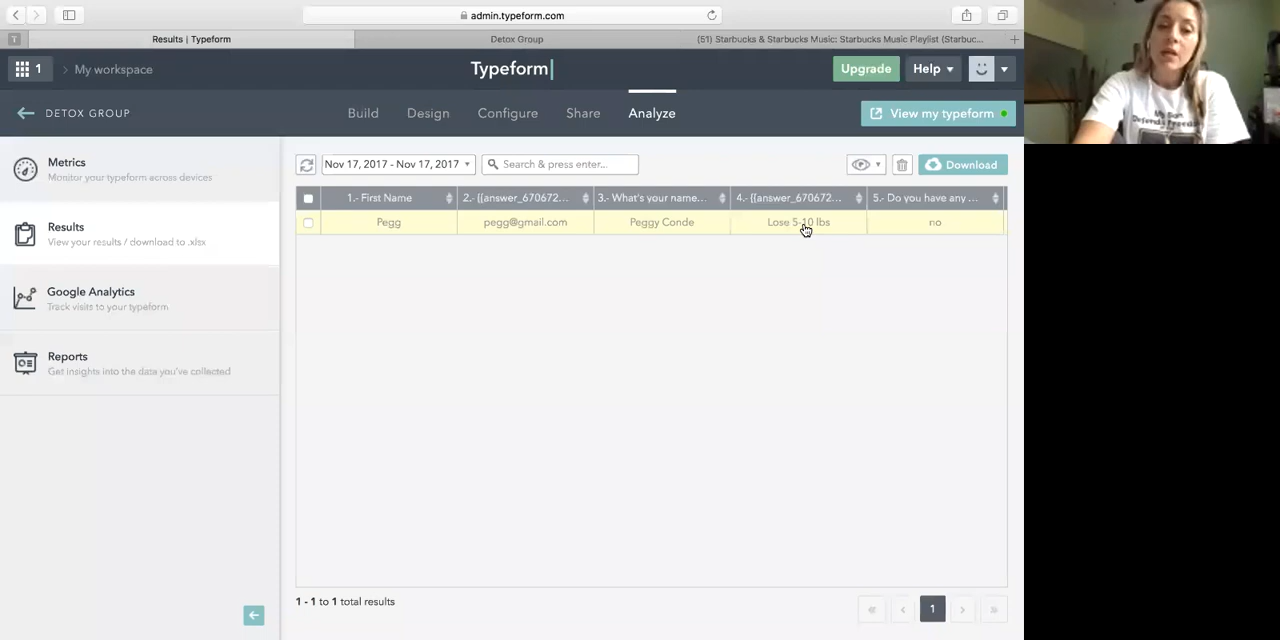 admin.typeform.com
T
Results | Typeform
Detox Group
(51) Starbucks & Starbucks Music: Starbucks Music Playlist (Starbuc...
1
My workspace
Typeform
Upgrade
Help
DETOX GROUP
Build
Design
Configure
Share
Analyze
View my typeform
Metrics
Monitor your typeform across devices
Results
View your results / download to .xlsx
Google Analytics
Track visits to your typeform
Reports
Get insights into the data you've collected
Nov 17, 2017 - Nov 17, 2017
Search & press enter...
Download
1.- First Name
2.- {{answer_670672...
3.- What's your name...
4.- {{answer_670672...
5.- Do you have any ...
Pegg
pegg@gmail.com
Peggy Conde
Lose 5-10 lbs
no
1 - 1 to 1 total results
« ‹ 1 › »
My Son
Defends Freedom